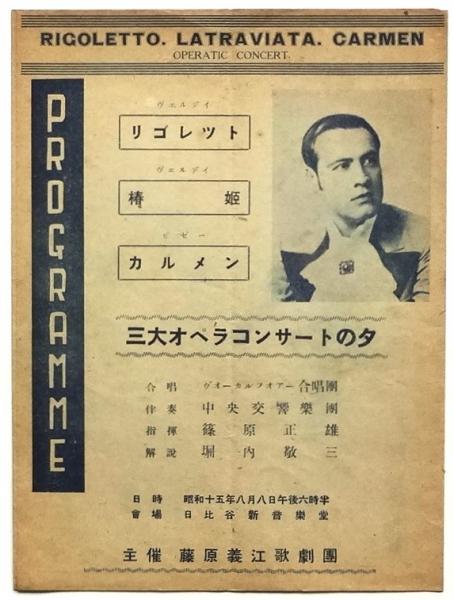 RIGOLETTO. LATRAVIATA. CARMEN
OPERATIC CONCERT
PROGRAMME
ヴェルデイ
リゴレツト
ヴェルデイ
椿姫
ビゼー
カルメン
三大オペラコンサートの夕
合唱 ヴオーカルフオアー合唱團
伴奏 中央交響樂團
指揮 篠原正雄
解説 堀内敬三
日時 昭和十五年八月八日午後六時半
會場 日比谷新音樂堂
主催 藤原義江歌劇團